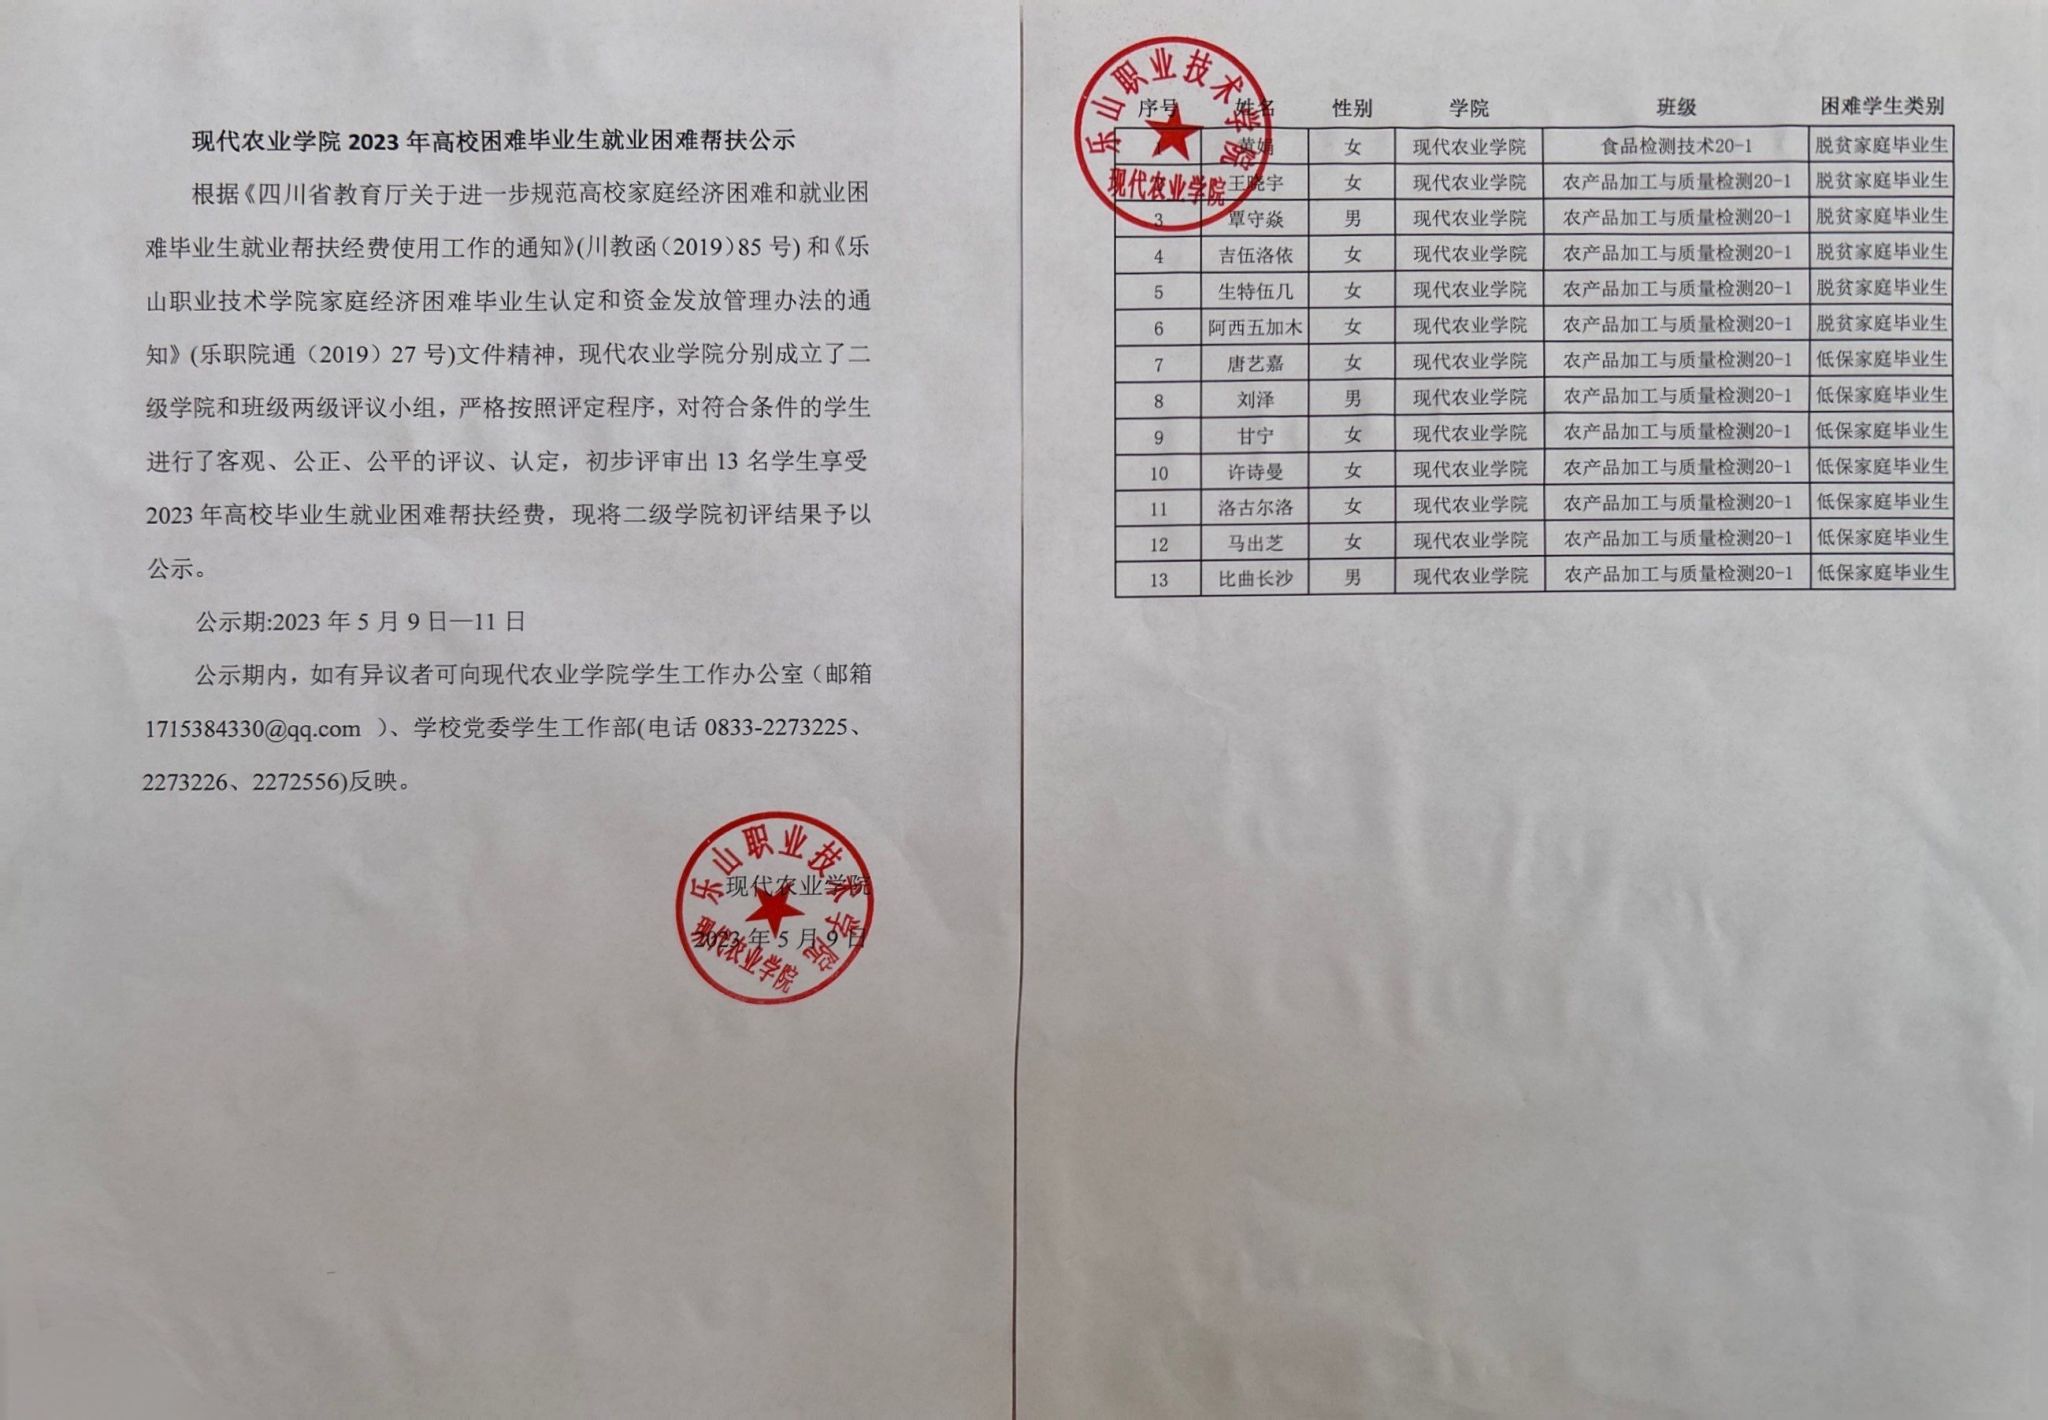 现代农业学院 2023 年高校困难毕业生就业困难帮扶公示
根据《四川省教育厅关于进一步规范高校家庭经济困难和就业困
难毕业生就业帮扶经费使用工作的通知》(川教函（2019）85 号) 和《乐
山职业技术学院家庭经济困难毕业生认定和资金发放管理办法的通
知》(乐职院通（2019）27 号)文件精神，现代农业学院分别成立了二
级学院和班级两级评议小组，严格按照评定程序，对符合条件的学生
进行了客观、公正、公平的评议、认定，初步评审出 13 名学生享受
2023 年高校毕业生就业困难帮扶经费，现将二级学院初评结果予以
公示。
公示期:2023 年 5 月 9 日—11 日
公示期内，如有异议者可向现代农业学院学生工作办公室（邮箱
1715384330@qq.com ）、学校党委学生工作部(电话 0833-2273225、
2273226、2272556)反映。
现代农业学院
2023 年 5 月 9 日
乐山职业技术学院
现代农业学院
乐山职业技术学院
现代农业学院
序号 姓名 性别 学院 班级 困难学生类别
1 黄娟 女 现代农业学院 食品检测技术20-1 脱贫家庭毕业生
王晓宇 女 现代农业学院 农产品加工与质量检测20-1 脱贫家庭毕业生
3 覃守焱 男 现代农业学院 农产品加工与质量检测20-1 脱贫家庭毕业生
4 吉伍洛依 女 现代农业学院 农产品加工与质量检测20-1 脱贫家庭毕业生
5 生特伍几 女 现代农业学院 农产品加工与质量检测20-1 脱贫家庭毕业生
6 阿西五加木 女 现代农业学院 农产品加工与质量检测20-1 脱贫家庭毕业生
7 唐艺嘉 女 现代农业学院 农产品加工与质量检测20-1 低保家庭毕业生
8 刘泽 男 现代农业学院 农产品加工与质量检测20-1 低保家庭毕业生
9 甘宁 女 现代农业学院 农产品加工与质量检测20-1 低保家庭毕业生
10 许诗曼 女 现代农业学院 农产品加工与质量检测20-1 低保家庭毕业生
11 洛古尔洛 女 现代农业学院 农产品加工与质量检测20-1 低保家庭毕业生
12 马出芝 女 现代农业学院 农产品加工与质量检测20-1 低保家庭毕业生
13 比曲长沙 男 现代农业学院 农产品加工与质量检测20-1 低保家庭毕业生